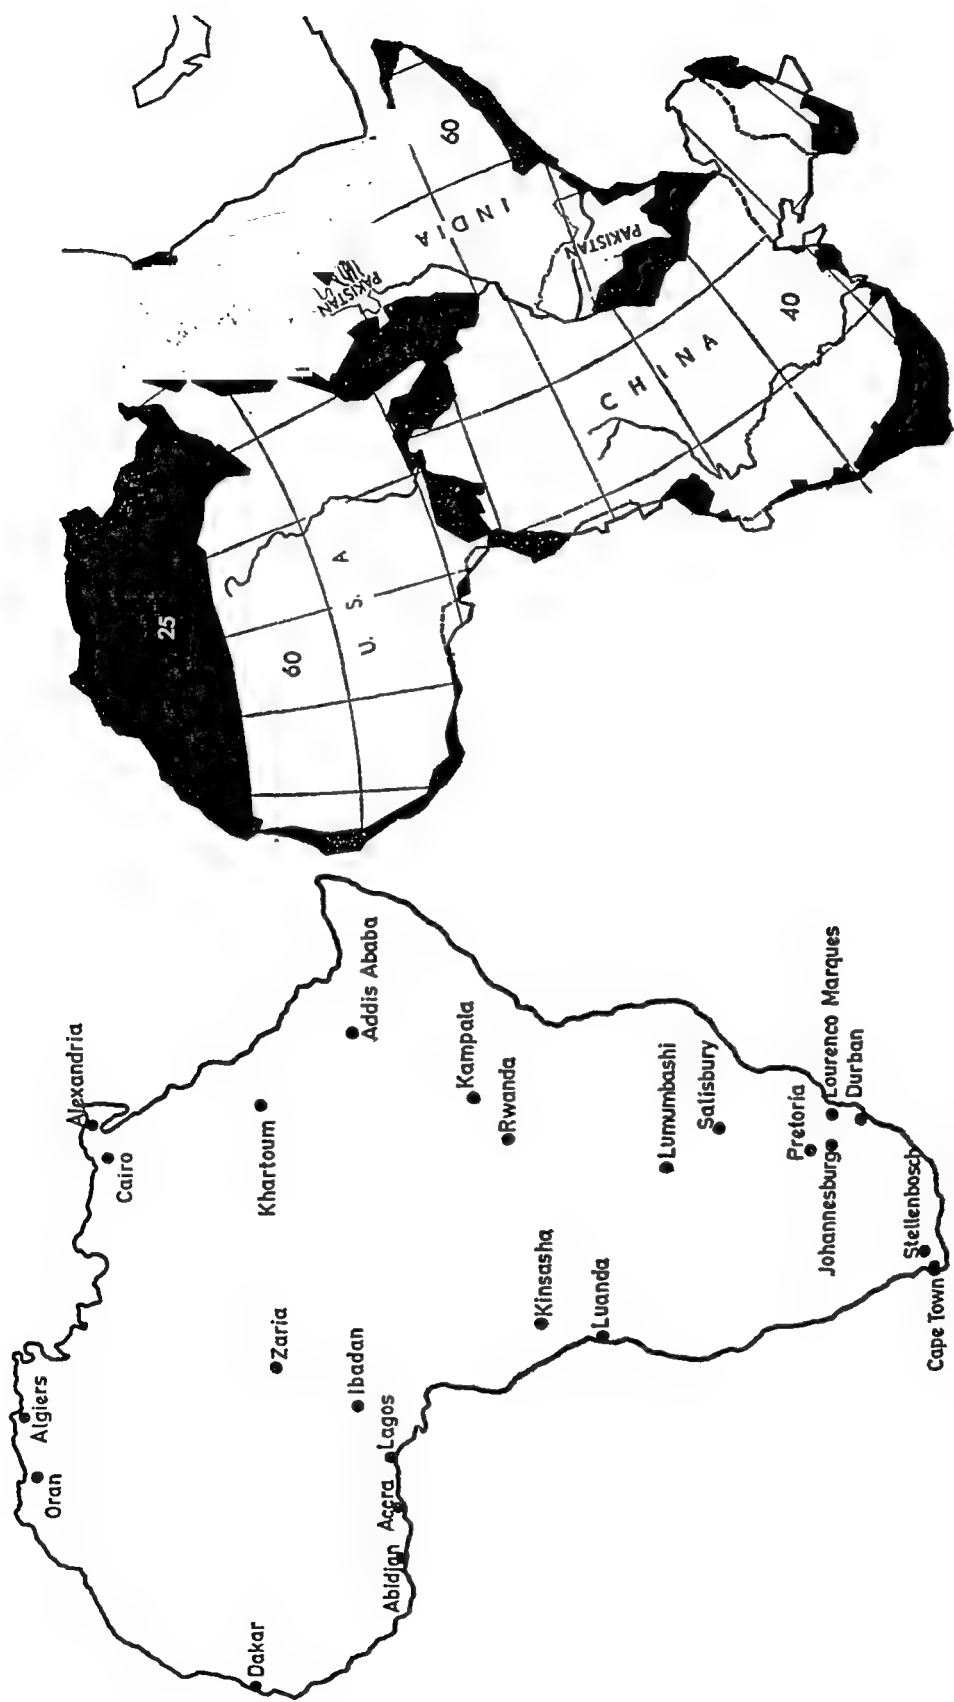 25
60
U. S. A
PAKISTAN
INDIA
60
PAKISTAN
CHINA
40
Alexandria
Cairo
Algiers
Oran
Khartoum
Addis Ababa
Zaria
Dakar
Ibadan
Lagos
Accra
Abidjan
Kampala
Rwanda
Kinsasha
Luanda
Lumumbashi
Salisbury
Pretoria
Johannesburg
Lourenco Marques
Durban
Stellenbosch
Cape Town